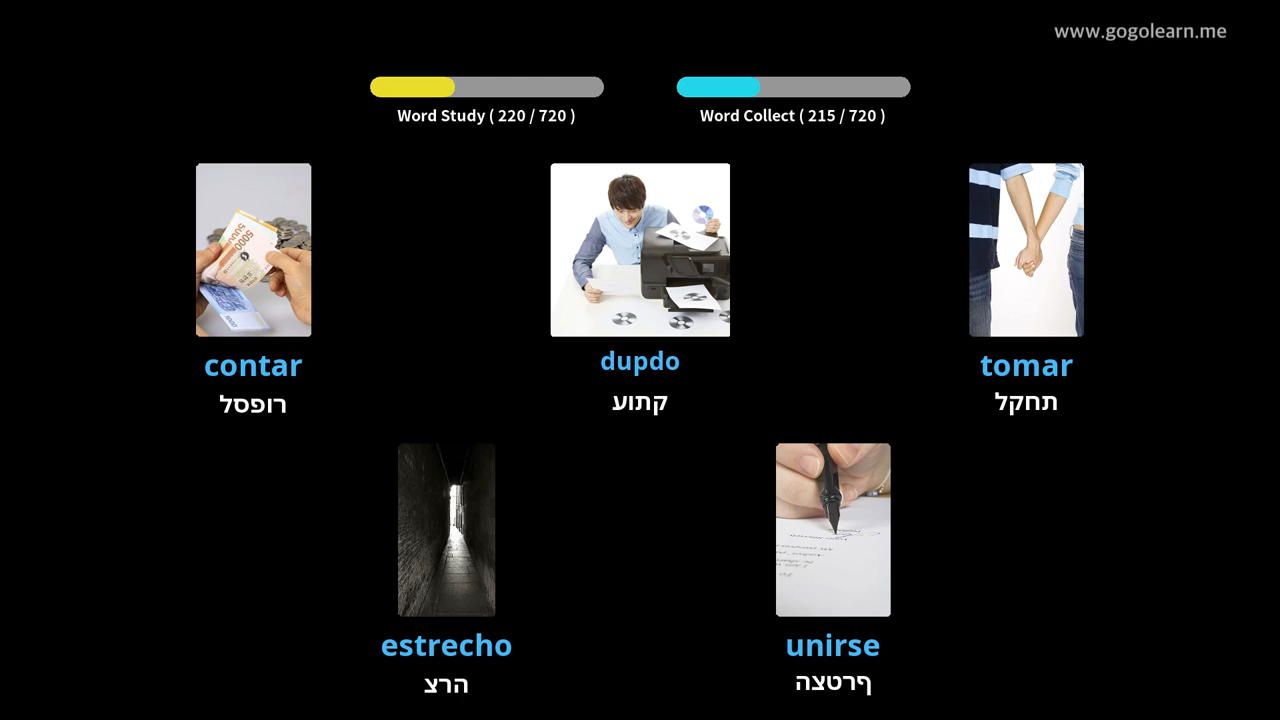 www.gogolearn.me
Word Study ( 220 / 720 )
Word Collect ( 215 / 720 )
contar
רופסל
dupdo
קתוע
tomar
תחקל
estrecho
הרצ
unirse
ףרטצה